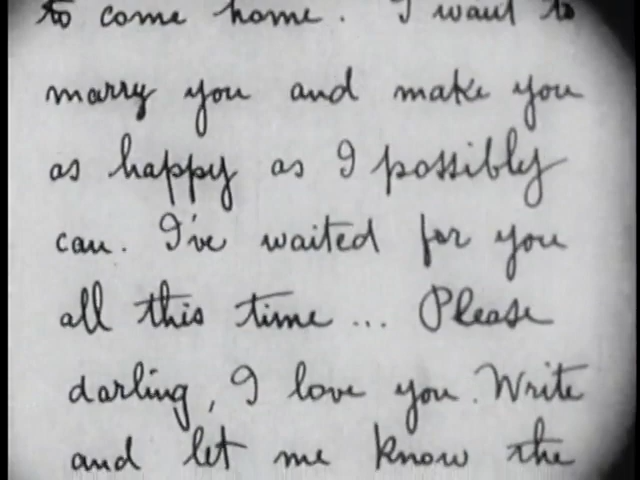 to come home. I want to
marry you and make you
as happy as I possibly
can. I've waited for you
all this time... Please
darling, I love you. Write
and let me know the